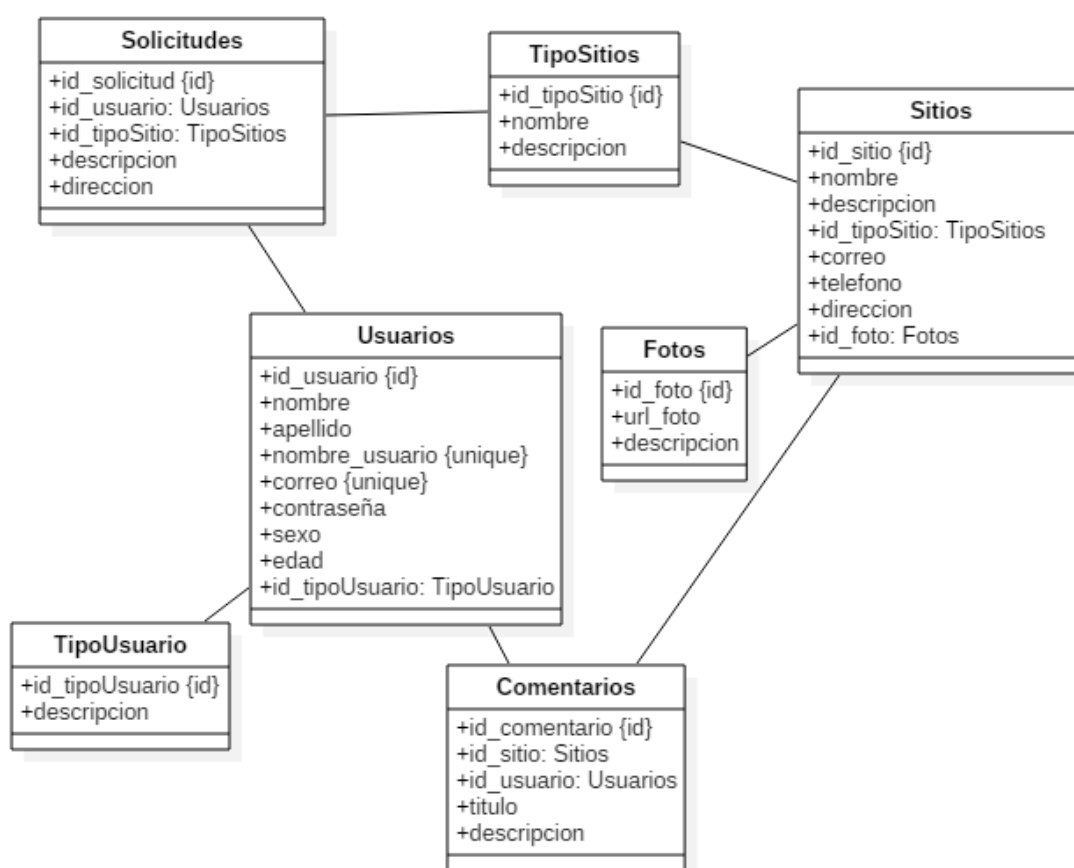 Solicitudes
+id_solicitud {id}
+id_usuario: Usuarios
+id_tipoSitio: TipoSitios
+descripcion
+direccion
TipoSitios
+id_tipoSitio {id}
+nombre
+descripcion
Sitios
+id_sitio {id}
+nombre
+descripcion
+id_tipoSitio: TipoSitios
+correo
+telefono
+direccion
+id_foto: Fotos
Usuarios
+id_usuario {id}
+nombre
+apellido
+nombre_usuario {unique}
+correo {unique}
+contraseña
+sexo
+edad
+id_tipoUsuario: TipoUsuario
Fotos
+id_foto {id}
+url_foto
+descripcion
TipoUsuario
+id_tipoUsuario {id}
+descripcion
Comentarios
+id_comentario {id}
+id_sitio: Sitios
+id_usuario: Usuarios
+titulo
+descripcion